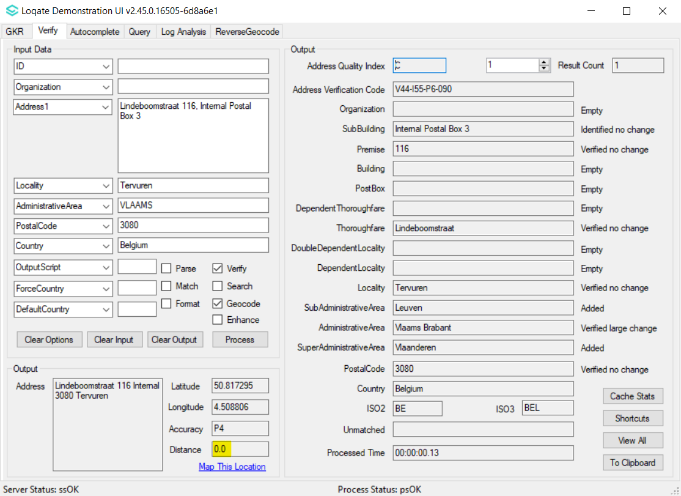 Loqate Demonstration UI v2.45.0.16505-6d8a6e1
GKR Verify Autocomplete Query Log Analysis ReverseGeocode
Input Data
ID
Organization
Address1 Lindeboomstraat 116, Internal Postal
Box 3
Locality Tervuren
AdministrativeArea VLAAMS
PostalCode 3080
Country Belgium
OutputScript Parse Verify
ForceCountry Match Search
DefaultCountry Format Geocode
Enhance
Clear Options Clear Input Clear Output Process
Output
Address Lindeboomstraat 116 Internal
3080 Tervuren
Latitude 50.817295
Longitude 4.508806
Accuracy P4
Distance 0.0
Map This Location
Output
Address Quality Index 1 Result Count 1
Address Verification Code V44-I55-P6-090
Organization Empty
SubBuilding Internal Postal Box 3 Identified no change
Premise 116 Verified no change
Building Empty
PostBox Empty
DependentThoroughfare Empty
Thoroughfare Lindeboomstraat Verified no change
DoubleDependentLocality Empty
DependentLocality Empty
Locality Tervuren Verified no change
SubAdministrativeArea Leuven Added
AdministrativeArea Vlaams Brabant Verified large change
SuperAdministrativeArea Vlaanderen Added
PostalCode 3080 Verified no change
Country Belgium
ISO2 BE ISO3 BEL
Unmatched
Processed Time 00:00:00.13
Cache Stats
Shortcuts
View All
To Clipboard
Server Status: ssOK Process Status: psOK